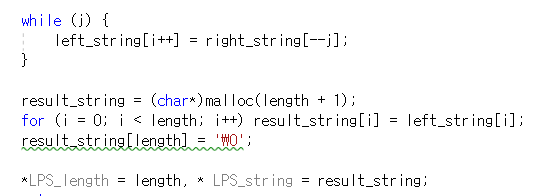 while (j) {
left_string[i++] = right_string[--j];
}
result_string = (char*)malloc(length + 1);
for (i = 0; i < length; i++) result_string[i] = left_string[i];
result_string[length] = '₩0';
*LPS_length = length, * LPS_string = result_string;